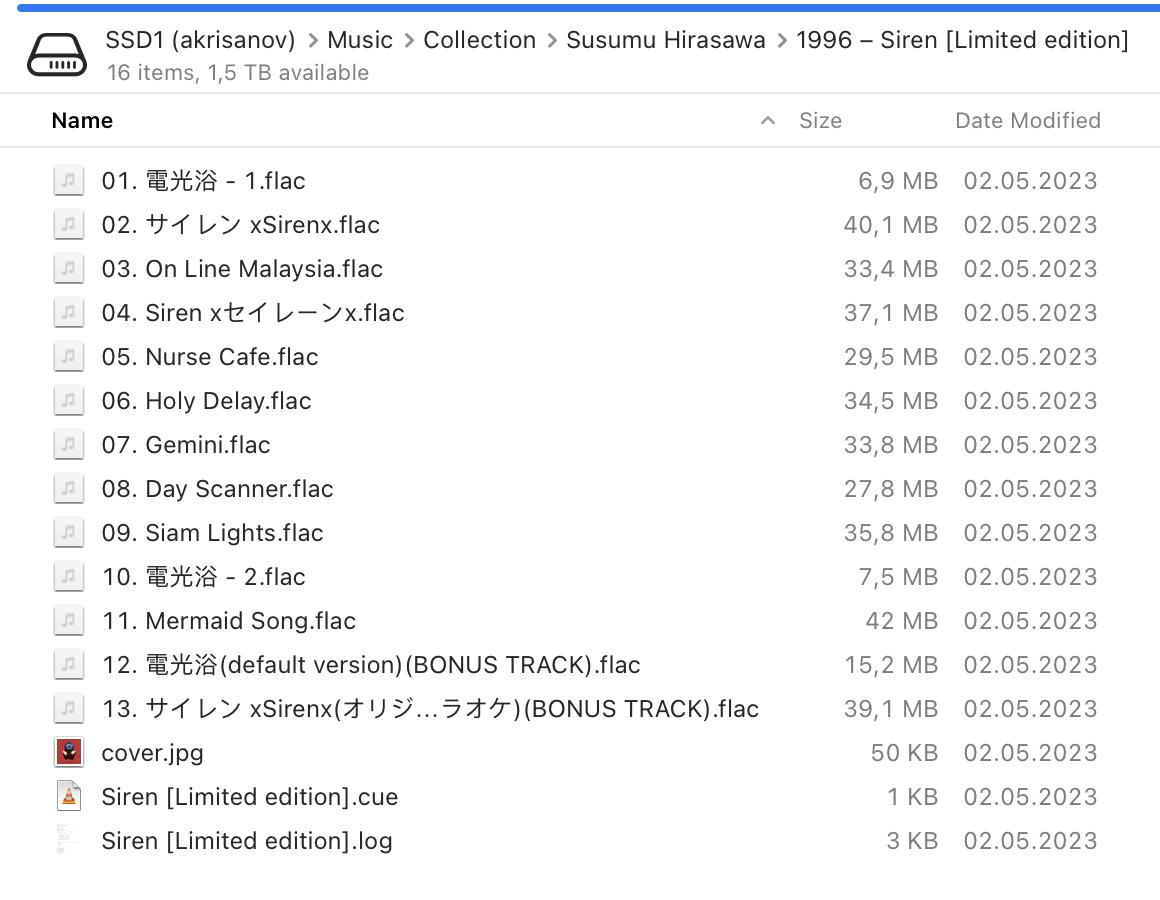 SSD1 (akrisanov) > Music > Collection > Susumu Hirasawa > 1996 – Siren [Limited edition]
16 items, 1,5 TB available
Name Size Date Modified
01. 電光浴 - 1.flac 6,9 MB 02.05.2023
02. サイレン xSirenx.flac 40,1 MB 02.05.2023
03. On Line Malaysia.flac 33,4 MB 02.05.2023
04. Siren xセイレーンx.flac 37,1 MB 02.05.2023
05. Nurse Cafe.flac 29,5 MB 02.05.2023
06. Holy Delay.flac 34,5 MB 02.05.2023
07. Gemini.flac 33,8 MB 02.05.2023
08. Day Scanner.flac 27,8 MB 02.05.2023
09. Siam Lights.flac 35,8 MB 02.05.2023
10. 電光浴 - 2.flac 7,5 MB 02.05.2023
11. Mermaid Song.flac 42 MB 02.05.2023
12. 電光浴(default version)(BONUS TRACK).flac 15,2 MB 02.05.2023
13. サイレン xSirenx(オリジ…ラオケ)(BONUS TRACK).flac 39,1 MB 02.05.2023
cover.jpg 50 KB 02.05.2023
Siren [Limited edition].cue 1 KB 02.05.2023
Siren [Limited edition].log 3 KB 02.05.2023